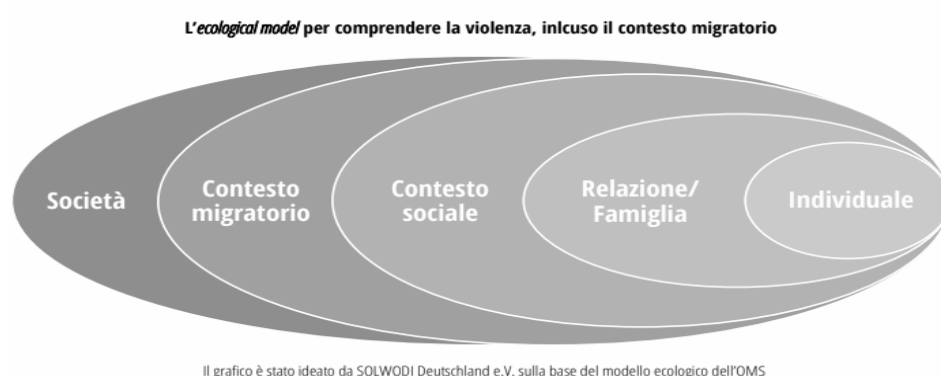 L'ecological model per comprendere la violenza, inlcuso il contesto migratorio
Società
Contesto
migratorio
Contesto
sociale
Relazione/
Famiglia
Individuale
Il grafico è stato ideato da SOLWODI Deutschland e.V. sulla base del modello ecologico dell'OMS